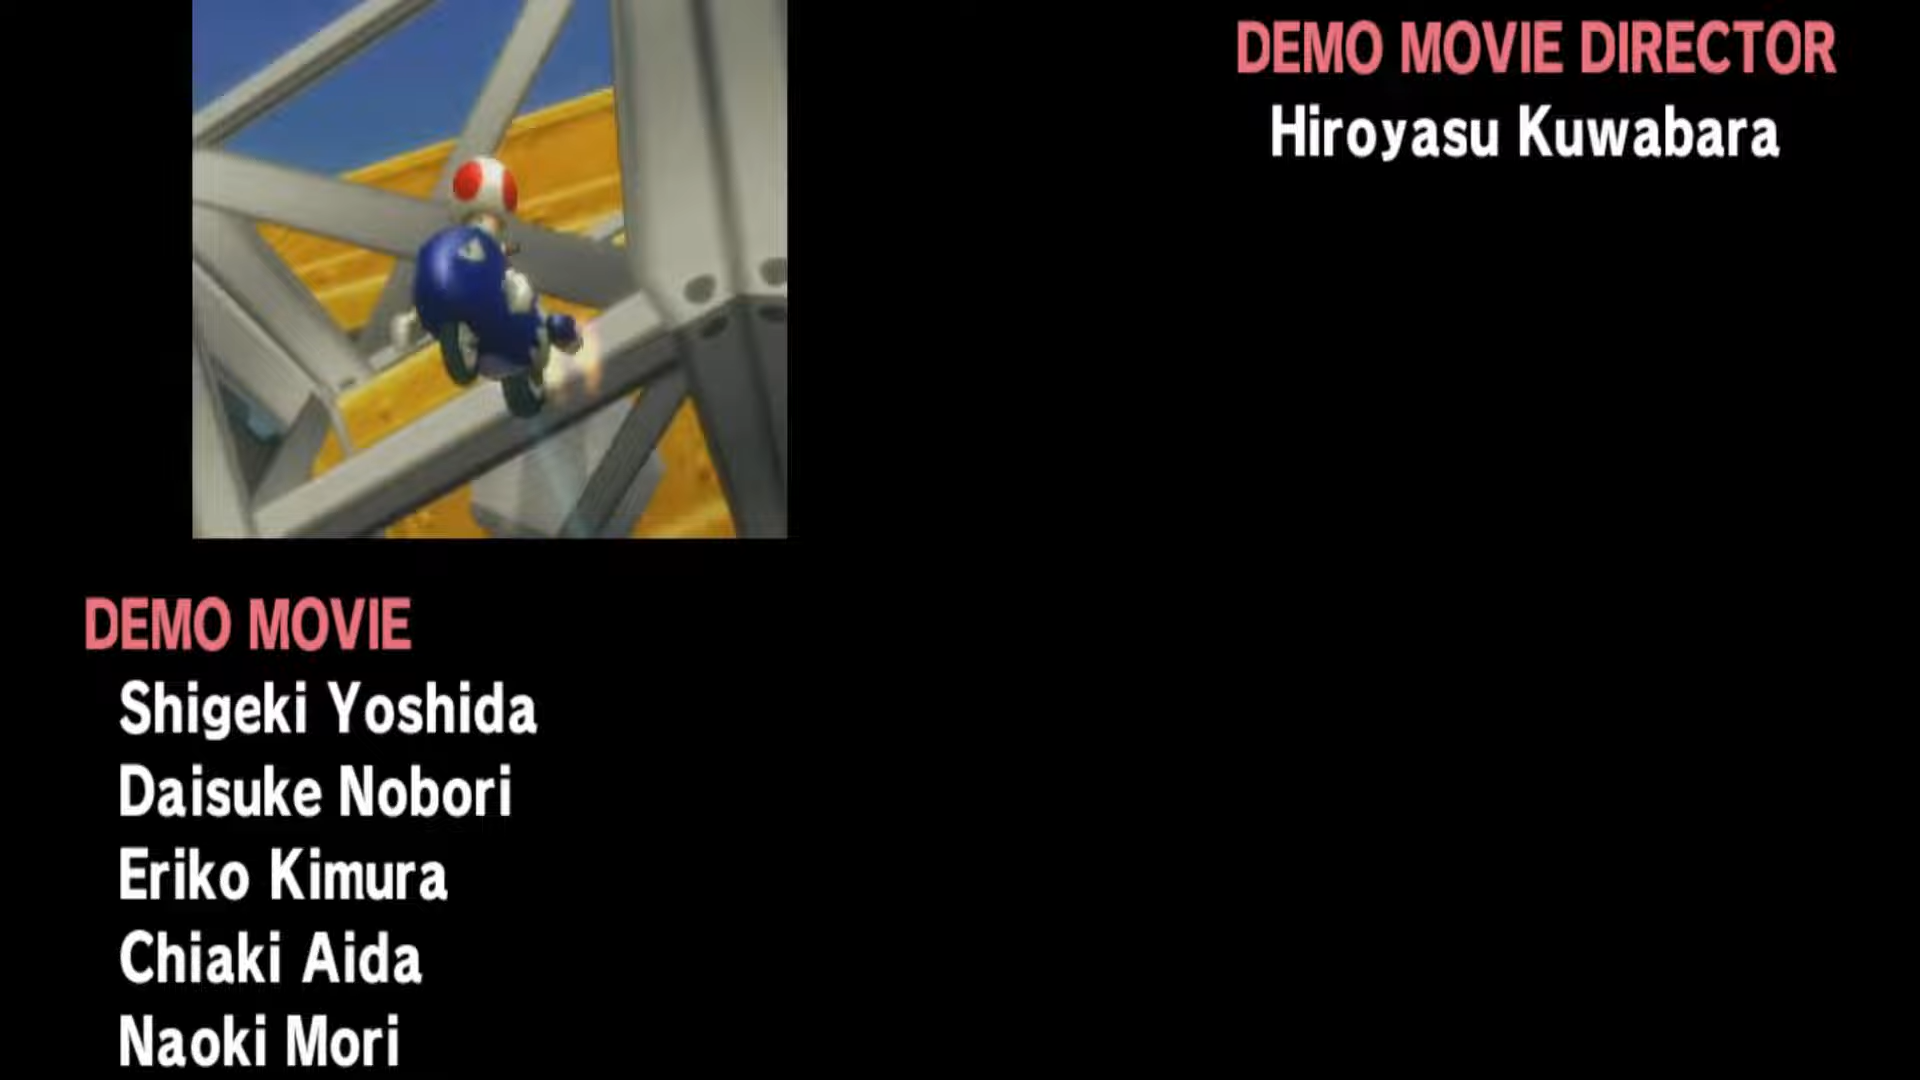 DEMO MOVIE DIRECTOR
Hiroyasu Kuwabara
DEMO MOVIE
Shigeki Yoshida
Daisuke Nobori
Eriko Kimura
Chiaki Aida
Naoki Mori